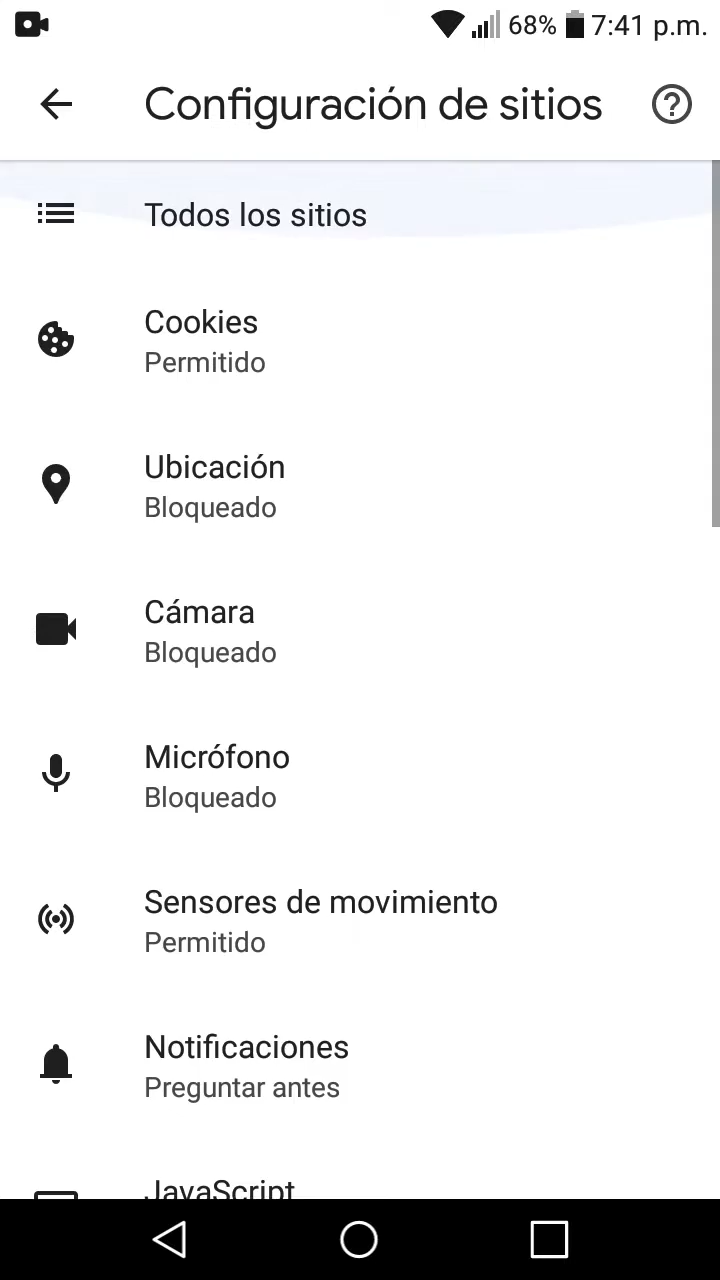 68% 7:41 p.m.
Configuración de sitios
Todos los sitios
Cookies
Permitido
Ubicación
Bloqueado
Cámara
Bloqueado
Micrófono
Bloqueado
Sensores de movimiento
Permitido
Notificaciones
Preguntar antes
JavaScript